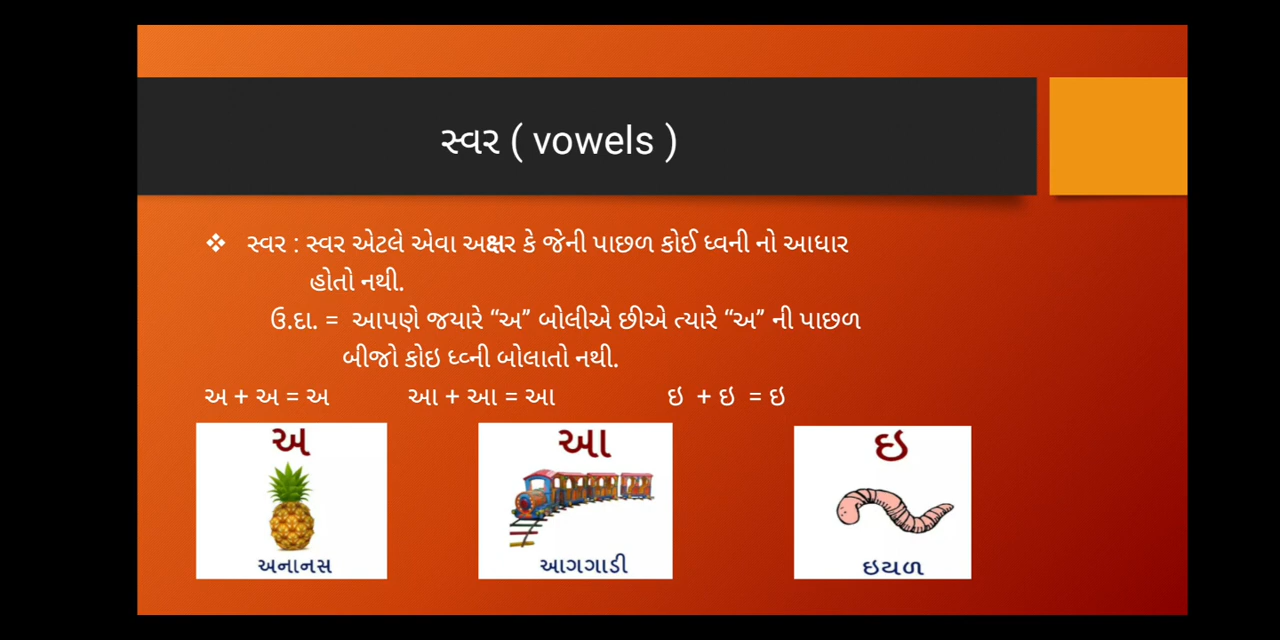 સ્વર ( vowels )
❖ સ્વર : સ્વર એટલે એવા અક્ષર કે જેની પાછળ કોઈ ધ્વની નો આધાર
હોતો નથી.
ઉ.દા. = આપણે જયારે “અ” બોલીએ છીએ ત્યારે “અ” ની પાછળ
બીજો કોઇ ધ્વ્ની બોલાતો નથી.
અ + અ = અ આ + આ = આ ઇ + ઇ = ઇ
અ આ ઇ
અનાનસ આગગાડી ઇયળ